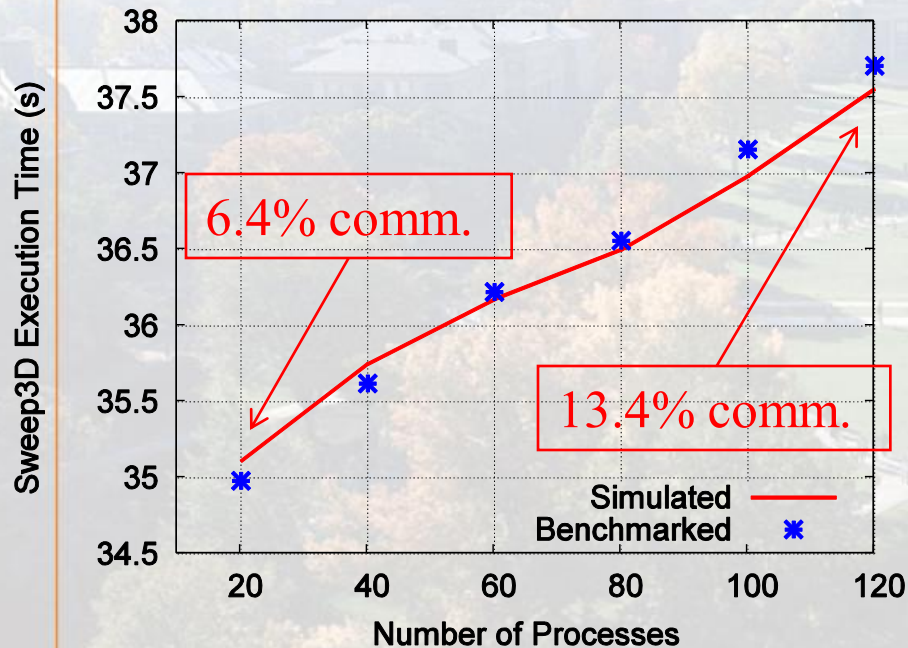 Sweep3D Execution Time (s)
38
37.5
37
36.5
36
35.5
35
34.5
6.4% comm.
13.4% comm.
Simulated
Benchmarked
20 40 60 80 100 120
Number of Processes